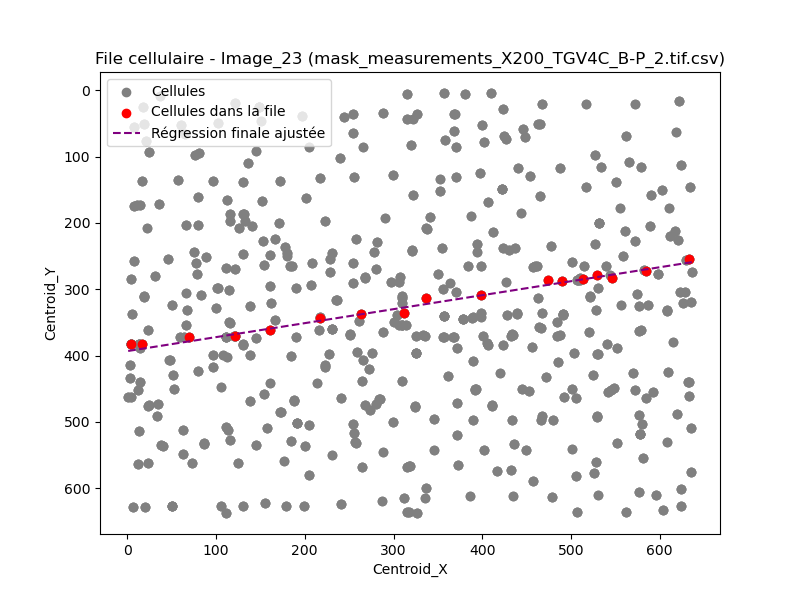 File cellulaire - Image_23 (mask_measurements_X200_TGV4C_B-P_2.tif.csv)
Cellules
Cellules dans la file
Régression finale ajustée
Centroid_Y
0
100
200
300
400
500
600
0 100 200 300 400 500 600
Centroid_X